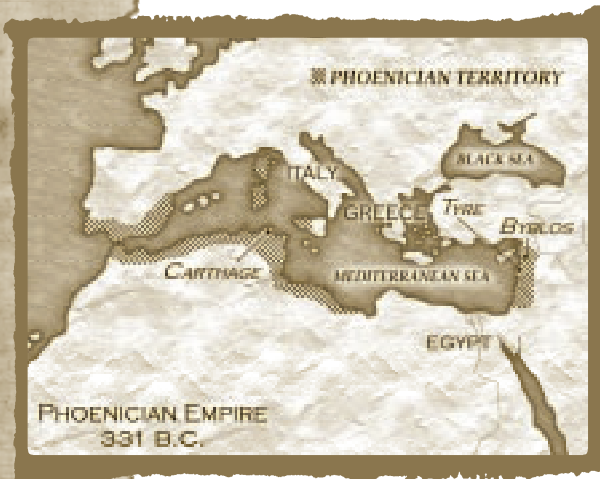 PHOENICIAN TERRITORY
BLACK SEA
ITALY
GREECE
TYRE
BYBLOS
CARTHAGE
MEDITERRANEAN SEA
EGYPT
PHOENICIAN EMPIRE
331 B.C.